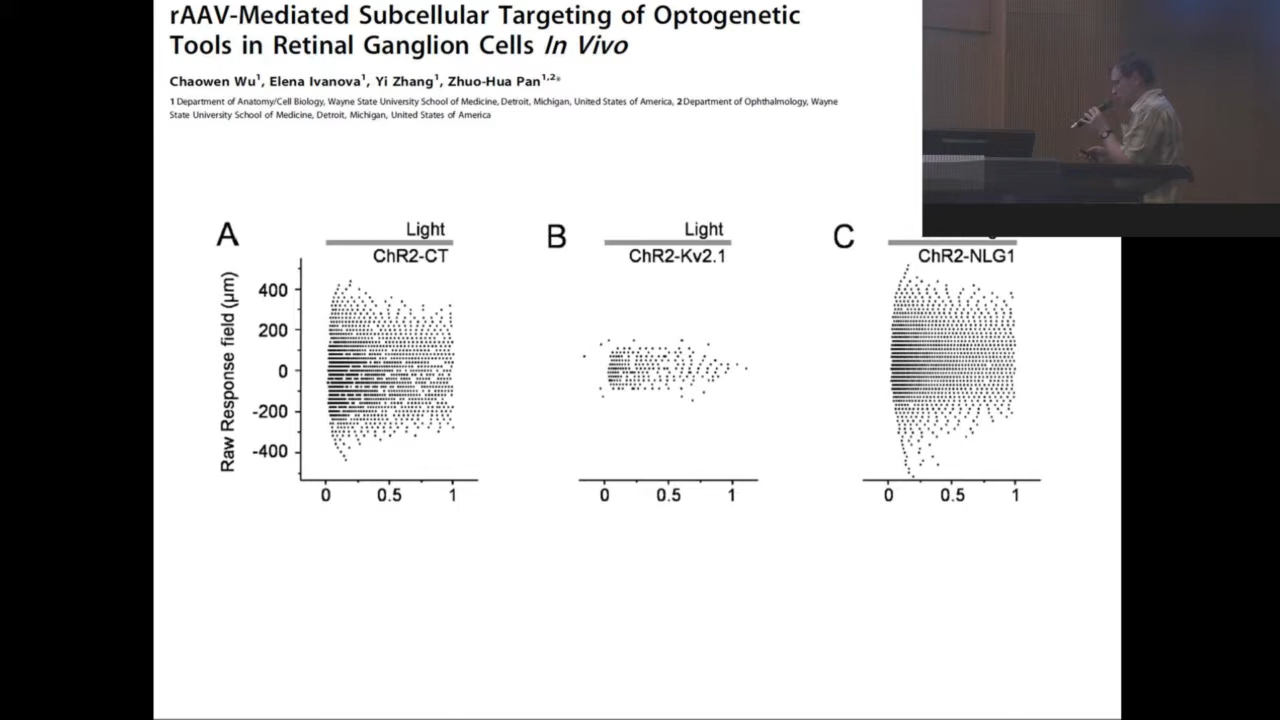 rAAV-Mediated Subcellular Targeting of Optogenetic
Tools in Retinal Ganglion Cells In Vivo
Chaowen Wu1, Elena Ivanova1, Yi Zhang1, Zhuo-Hua Pan1,2*
1 Department of Anatomy/Cell Biology, Wayne State University School of Medicine, Detroit, Michigan, United States of America, 2 Department of Ophthalmology, Wayne
State University School of Medicine, Detroit, Michigan, United States of America
A
Light
ChR2-CT
Raw Response field (μm)
400
200
0
-200
-400
0 0.5 1
B
Light
ChR2-Kv2.1
0 0.5 1
C
ChR2-NLG1
0 0.5 1